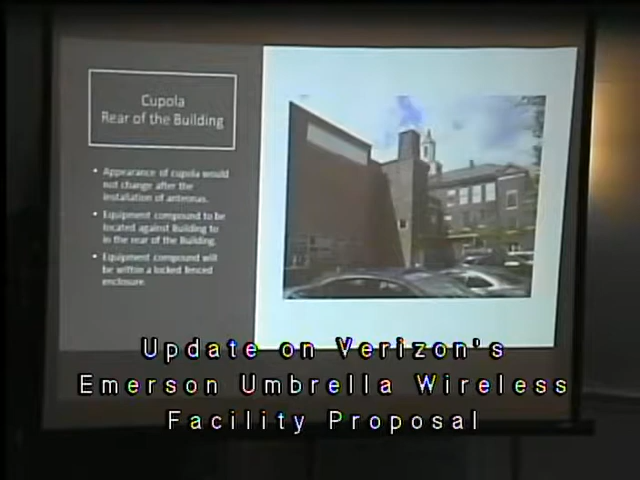 Cupola
Rear of the Building
• Appearance of cupola would
not change after the
installation of antennas.
• Equipment compound to be
located against Building to
in the rear of the Building.
• Equipment compound will
be within a locked fenced
enclosure.
Update on Verizon's
Emerson Umbrella Wireless
Facility Proposal